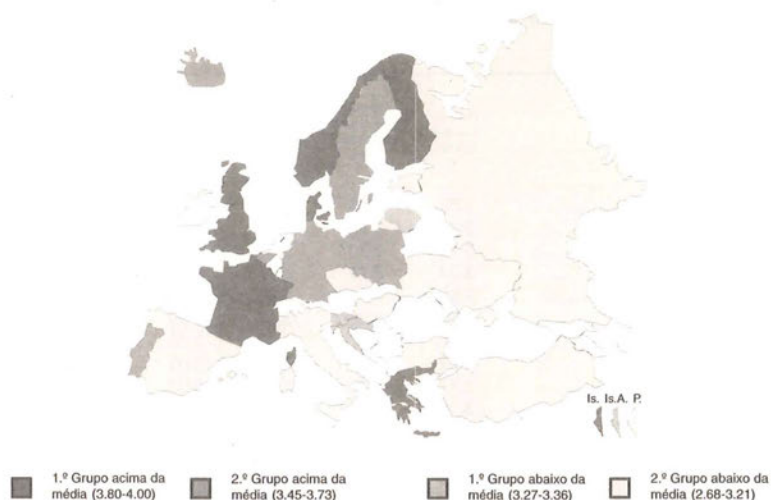 Is. Is.A. P.
1.º Grupo acima da
média (3.80-4.00)
2.º Grupo acima da
média (3.45-3.73)
1.º Grupo abaixo da
média (3.27-3.36)
2.º Grupo abaixo da
média (2.68-3.21)